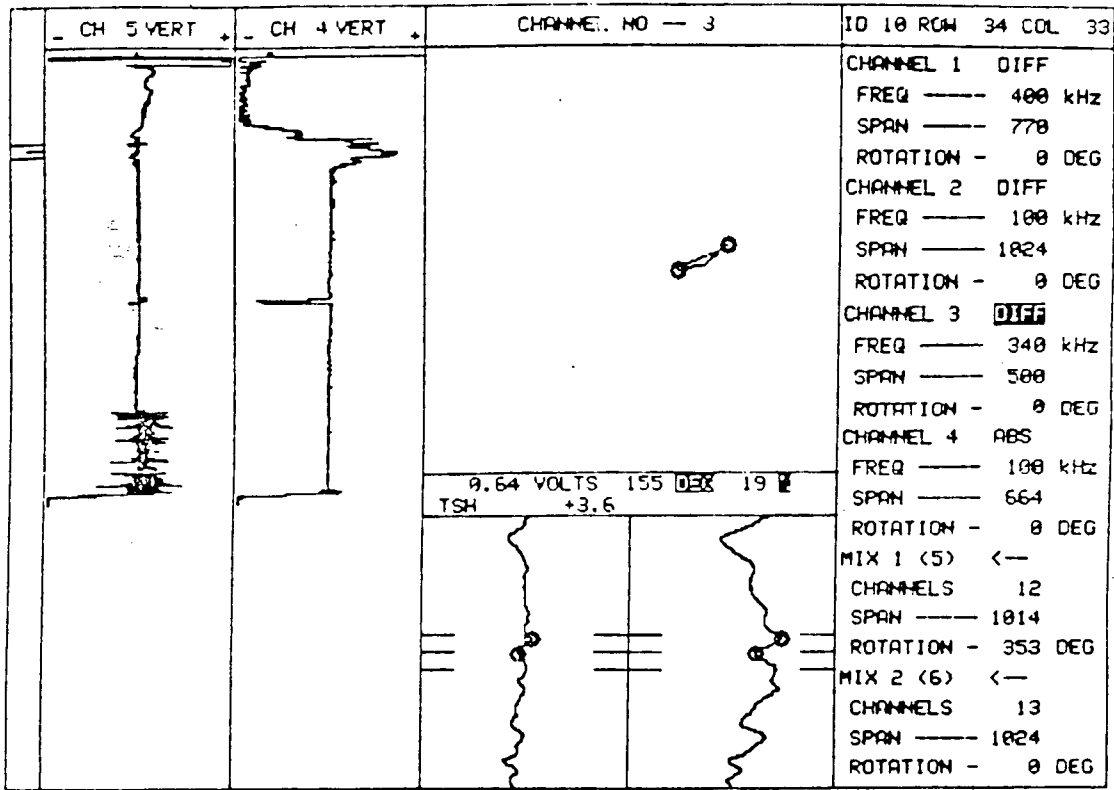 - CH 5 VERT +
- CH 4 VERT +
CHANNEL NO -- 3
ID 10 ROW 34 COL 33
CHANNEL 1 DIFF
FREQ ----- 400 kHz
SPAN ----- 770
ROTATION - 0 DEG
CHANNEL 2 DIFF
FREQ ----- 100 kHz
SPAN ----- 1024
ROTATION - 0 DEG
CHANNEL 3 DIFF
FREQ ----- 340 kHz
SPAN ----- 500
ROTATION - 0 DEG
CHANNEL 4 ABS
FREQ ----- 100 kHz
SPAN ----- 664
ROTATION - 0 DEG
MIX 1 (5) <--
CHANNELS 12
SPAN ----- 1014
ROTATION - 353 DEG
MIX 2 (6) <--
CHANNELS 13
SPAN ----- 1024
ROTATION - 0 DEG
0.64 VOLTS 155 DEG 19
TSH +3.6